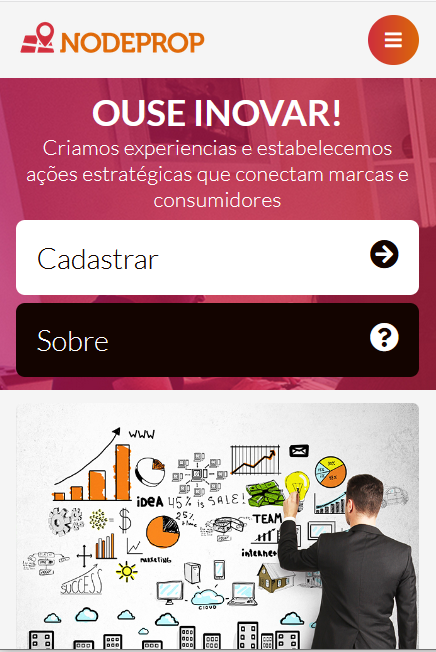 NODEPROP
OUSE INOVAR!
Criamos experiencias e estabelecemos
ações estratégicas que conectam marcas e
consumidores
Cadastrar
Sobre
?
WWW
iDEA
45% is SALE!
25%
TEAM
internet
$
MARKETING
SUCCESS
CLOUD